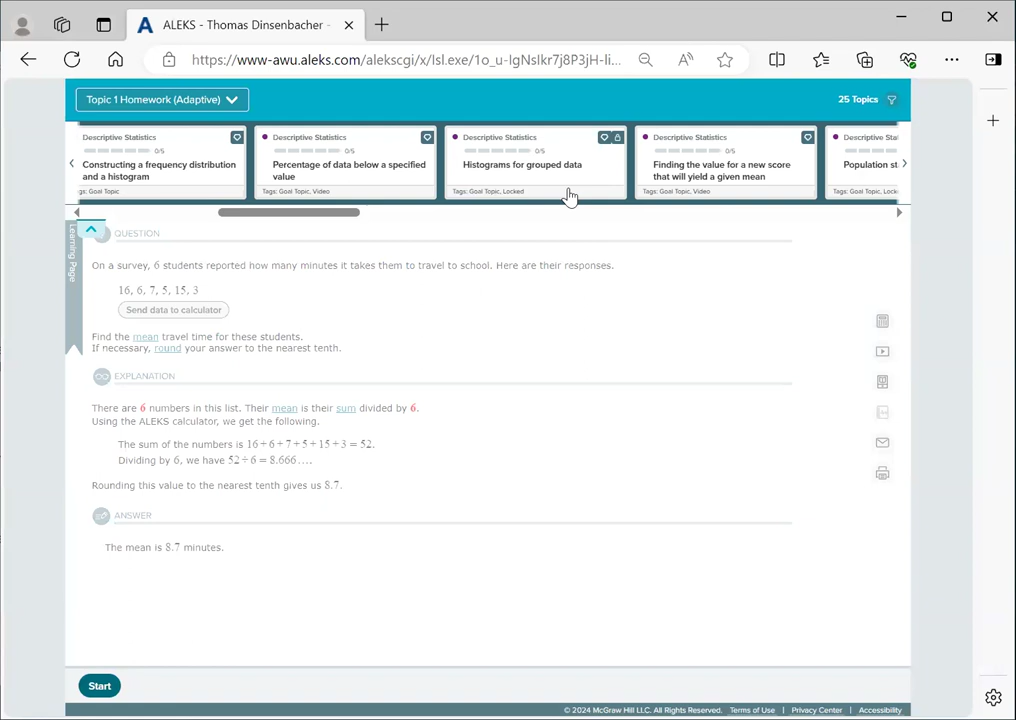 ALEKS - Thomas Dinsenbacher -
https://www-awu.aleks.com/alekscgi/x/lsl.exe/1o_u-IgNslkr7j8P3jH-li...
Topic 1 Homework (Adaptive)
25 Topics
Descriptive Statistics
0/5
Constructing a frequency distribution
and a histogram
gs: Goal Topic
Descriptive Statistics
0/5
Percentage of data below a specified
value
Tags: Goal Topic, Video
Descriptive Statistics
0/5
Histograms for grouped data
Tags: Goal Topic, Locked
Descriptive Statistics
0/5
Finding the value for a new score
that will yield a given mean
Tags: Goal Topic, Video
Descriptive Sta
Population st
Tags: Goal Topic, Lock
Learning Page
QUESTION
On a survey, 6 students reported how many minutes it takes them to travel to school. Here are their responses.
16, 6, 7, 5, 15, 3
Send data to calculator
Find the mean travel time for these students.
If necessary, round your answer to the nearest tenth.
EXPLANATION
There are 6 numbers in this list. Their mean is their sum divided by 6.
Using the ALEKS calculator, we get the following.
The sum of the numbers is 16+6+7+5+15+3 = 52.
Dividing by 6, we have 52÷6 = 8.666....
Rounding this value to the nearest tenth gives us 8.7.
ANSWER
The mean is 8.7 minutes.
Start
© 2024 McGraw Hill LLC. All Rights Reserved. Terms of Use | Privacy Center | Accessibility